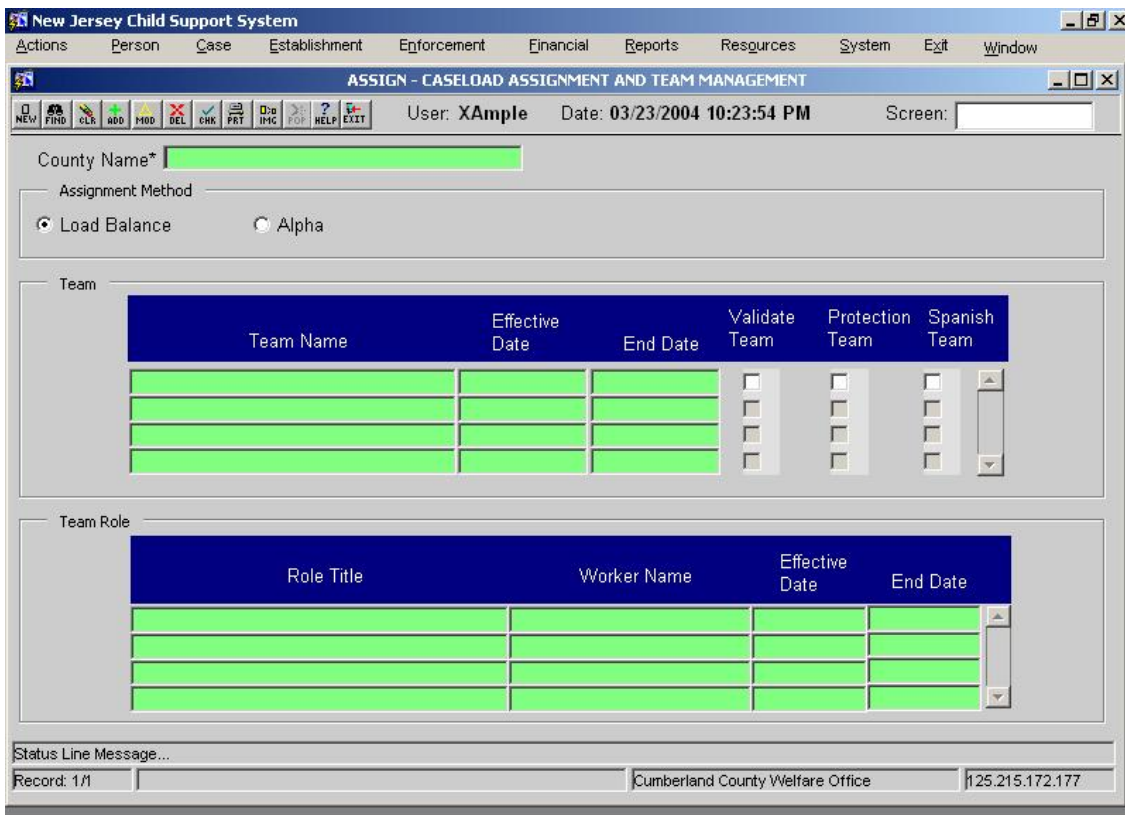 New Jersey Child Support System
Actions Person Case Establishment Enforcement Financial Reports Resources System Exit Window
ASSIGN - CASELOAD ASSIGNMENT AND TEAM MANAGEMENT
NEW FIND CLR ADD MOD DEL CHK PRT IMC POP HELP EXIT User: XAmple Date: 03/23/2004 10:23:54 PM Screen:
County Name*
Assignment Method
Load Balance Alpha
Team
Team Name Effective Date End Date Validate Team Protection Team Spanish Team
Team Role
Role Title Worker Name Effective Date End Date
Status Line Message...
Record: 1/1 Cumberland County Welfare Office 125.215.172.177